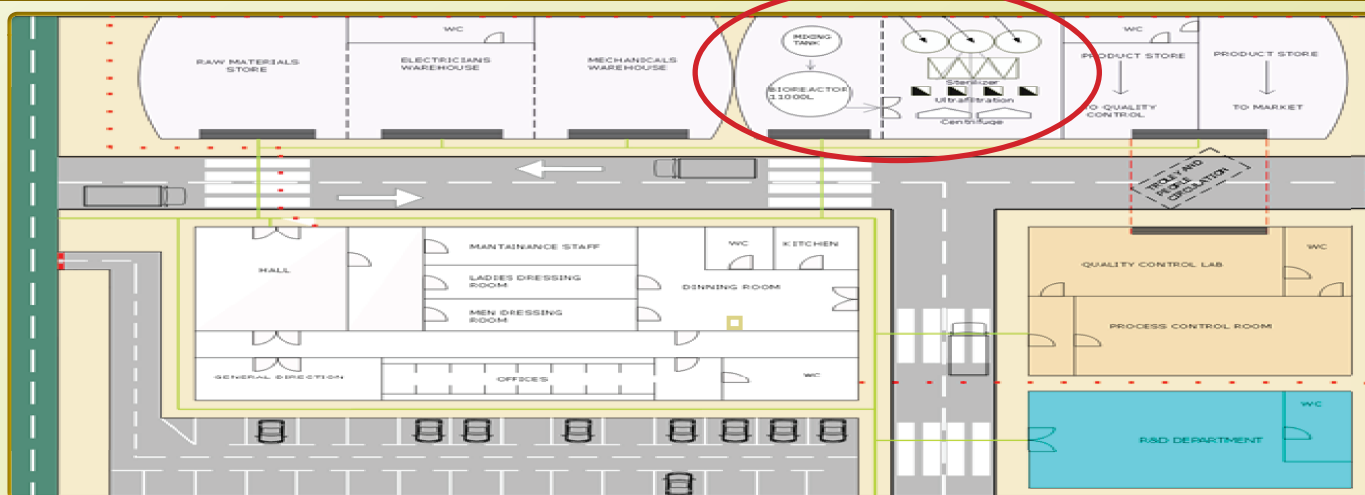 WC
RAW MATERIALS
STORE
ELECTRICIANS
WAREHOUSE
MECHANICALS
WAREHOUSE
MIXING
TANK
BIOREACTOR
11000L
Sterilizer
Ultrafiltration
Centrifuge
WC
PRODUCT STORE
TO QUALITY
CONTROL
PRODUCT STORE
TO MARKET
TROLEY AND
PEOPLE
CIRCULATION
HALL
MANTAINANCE STAFF
LADIES DRESSING
ROOM
MEN DRESSING
ROOM
WC
KITCHEN
DINNING ROOM
GENERAL DIRECTION
OFFICES
WC
QUALITY CONTROL LAB
WC
PROCESS CONTROL ROOM
R&D DEPARTMENT
WC